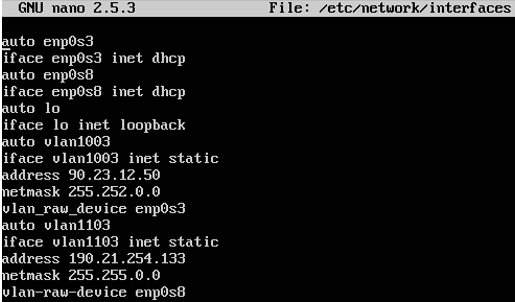 GNU nano 2.5.3 File: /etc/network/interfaces
auto enp0s3
iface enp0s3 inet dhcp
auto enp0s8
iface enp0s8 inet dhcp
auto lo
iface lo inet loopback
auto vlan1003
iface vlan1003 inet static
address 90.23.12.50
netmask 255.252.0.0
vlan_raw_device enp0s3
auto vlan1103
iface vlan1103 inet static
address 190.21.254.133
netmask 255.255.0.0
vlan-raw-device enp0s8